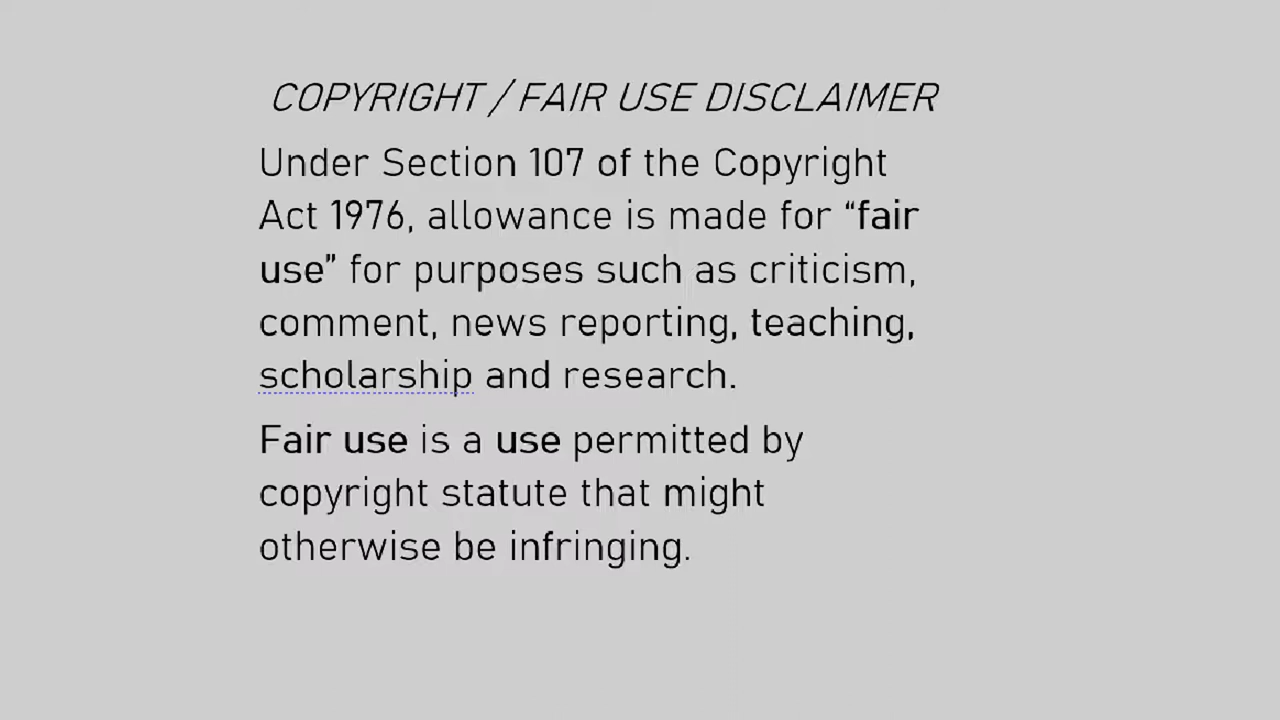 COPYRIGHT / FAIR USE DISCLAIMER
Under Section 107 of the Copyright
Act 1976, allowance is made for “fair
use” for purposes such as criticism,
comment, news reporting, teaching,
scholarship and research.
Fair use is a use permitted by
copyright statute that might
otherwise be infringing.